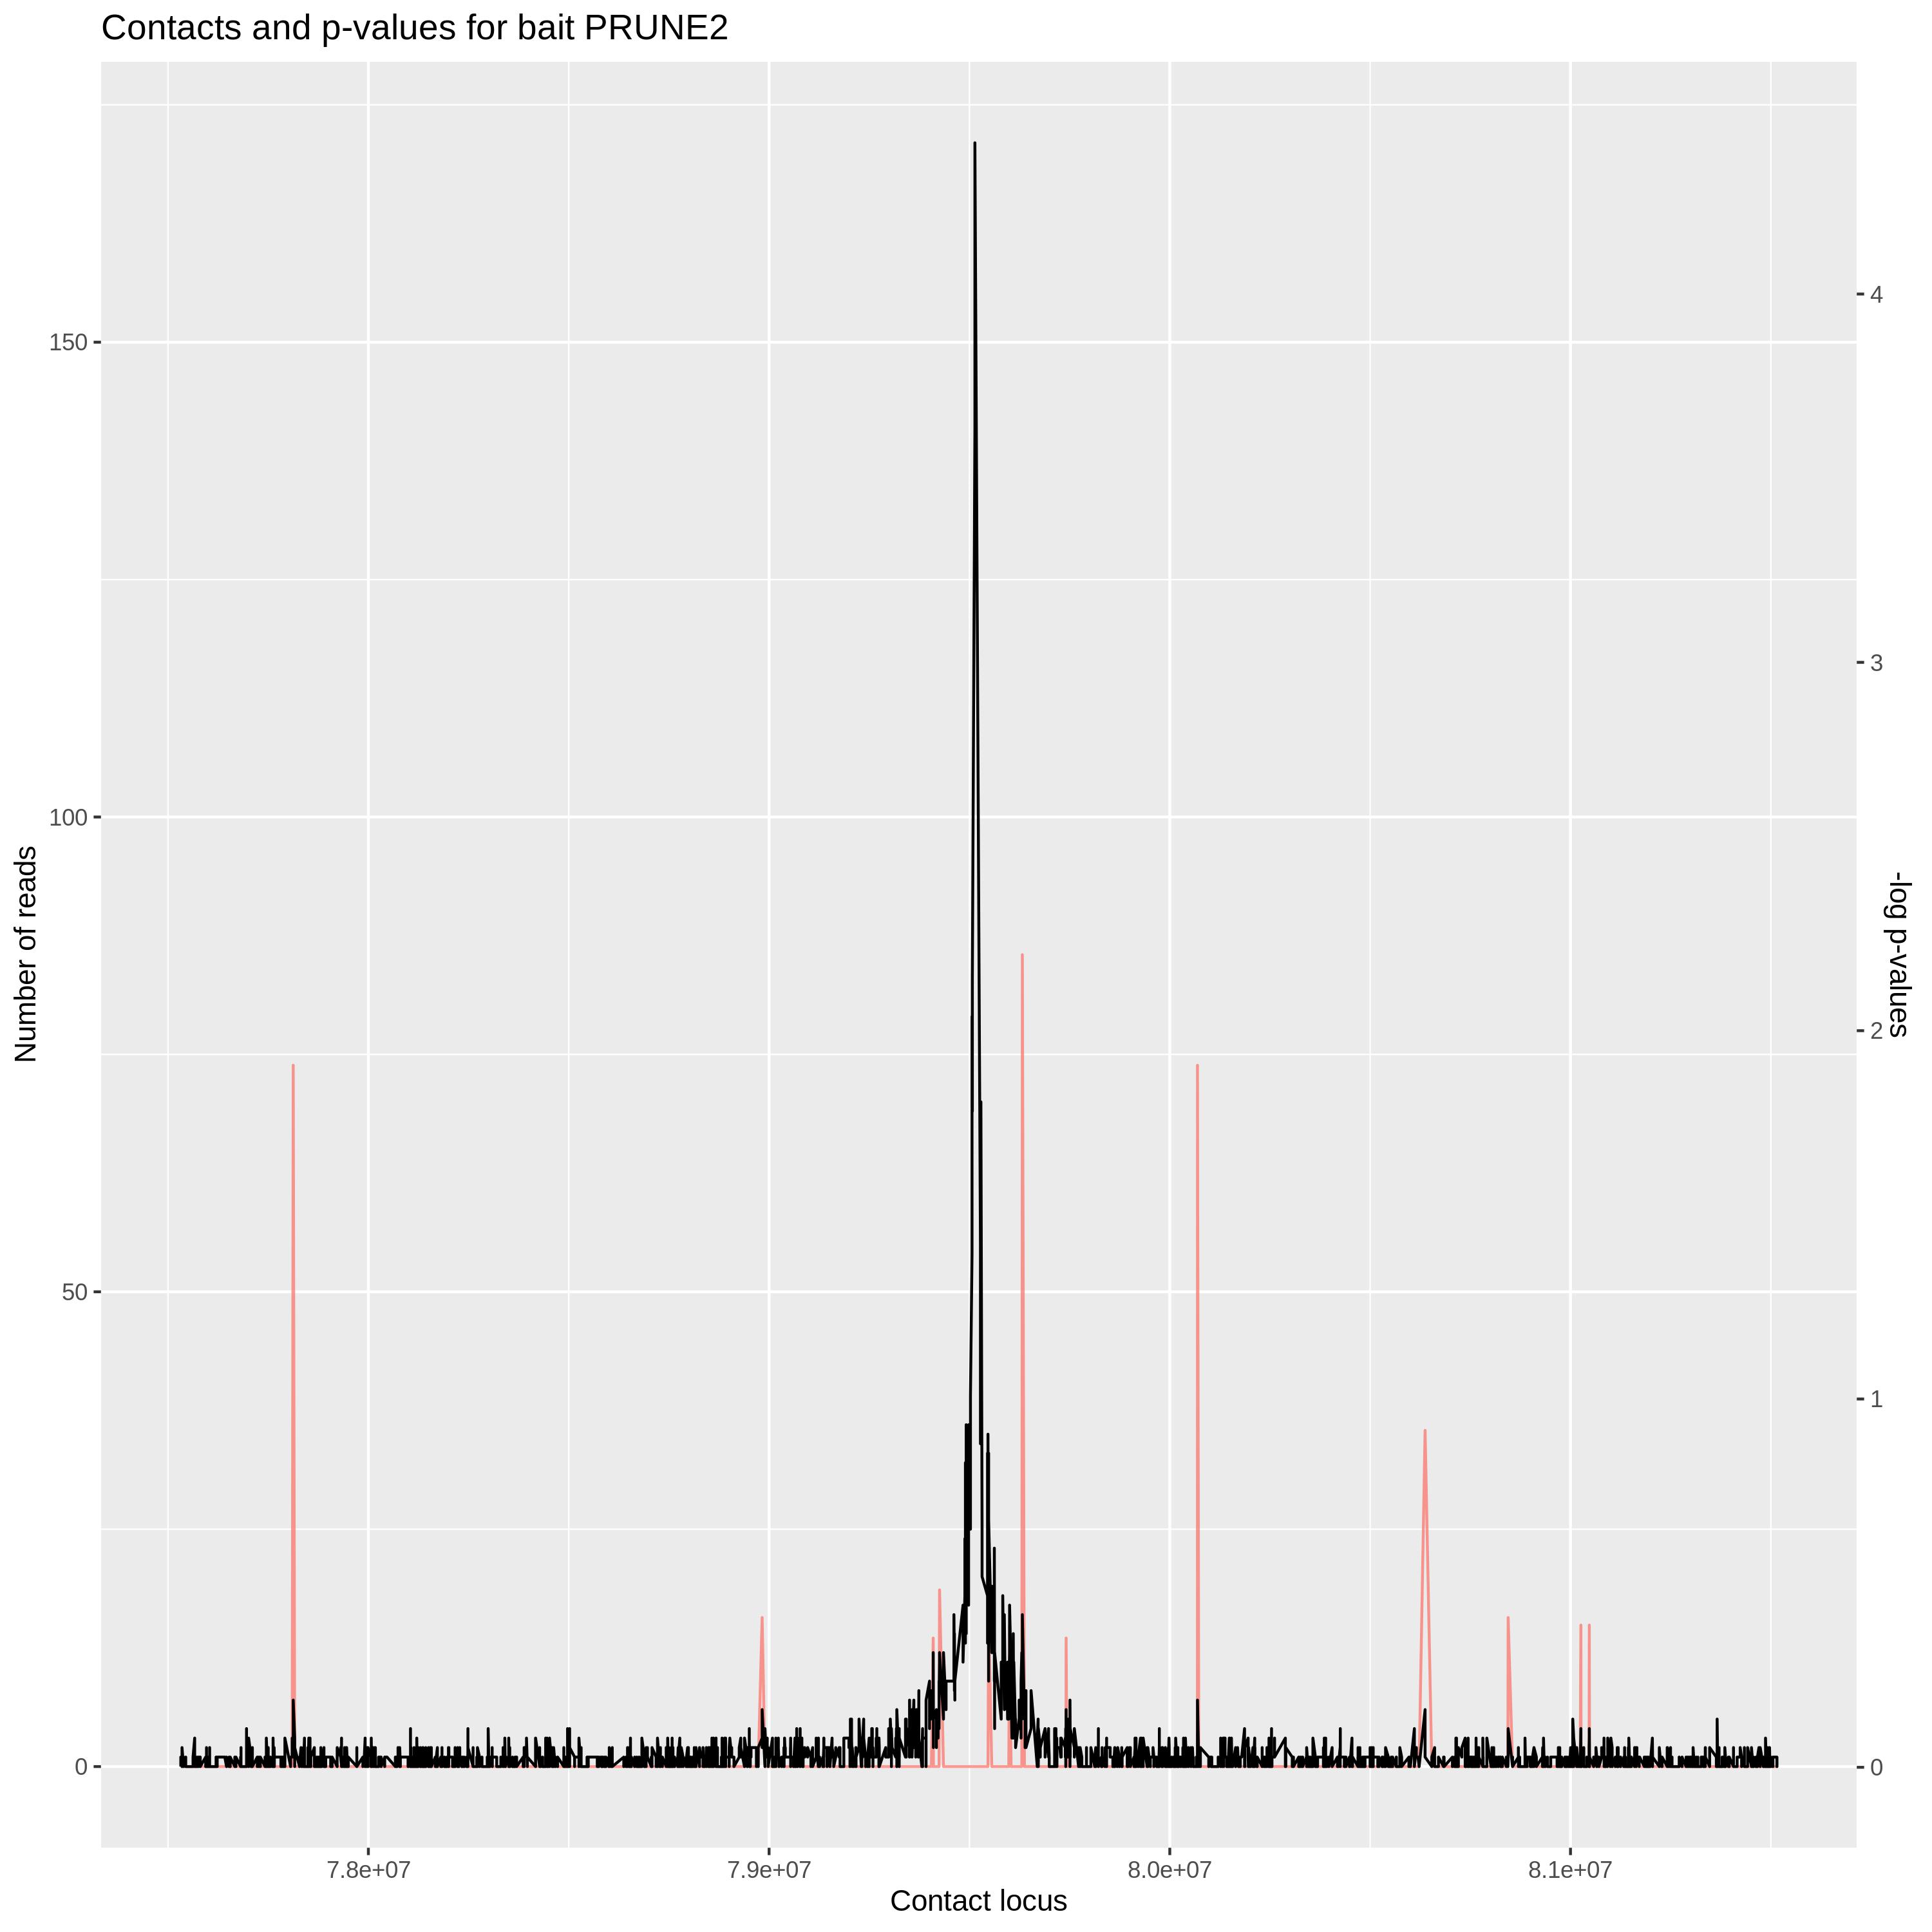 Contacts and p-values for bait PRUNE2
Number of reads
150
100
50
0
4
3
2
1
0
-log p-values
7.8e+07
7.9e+07
8.0e+07
8.1e+07
Contact locus